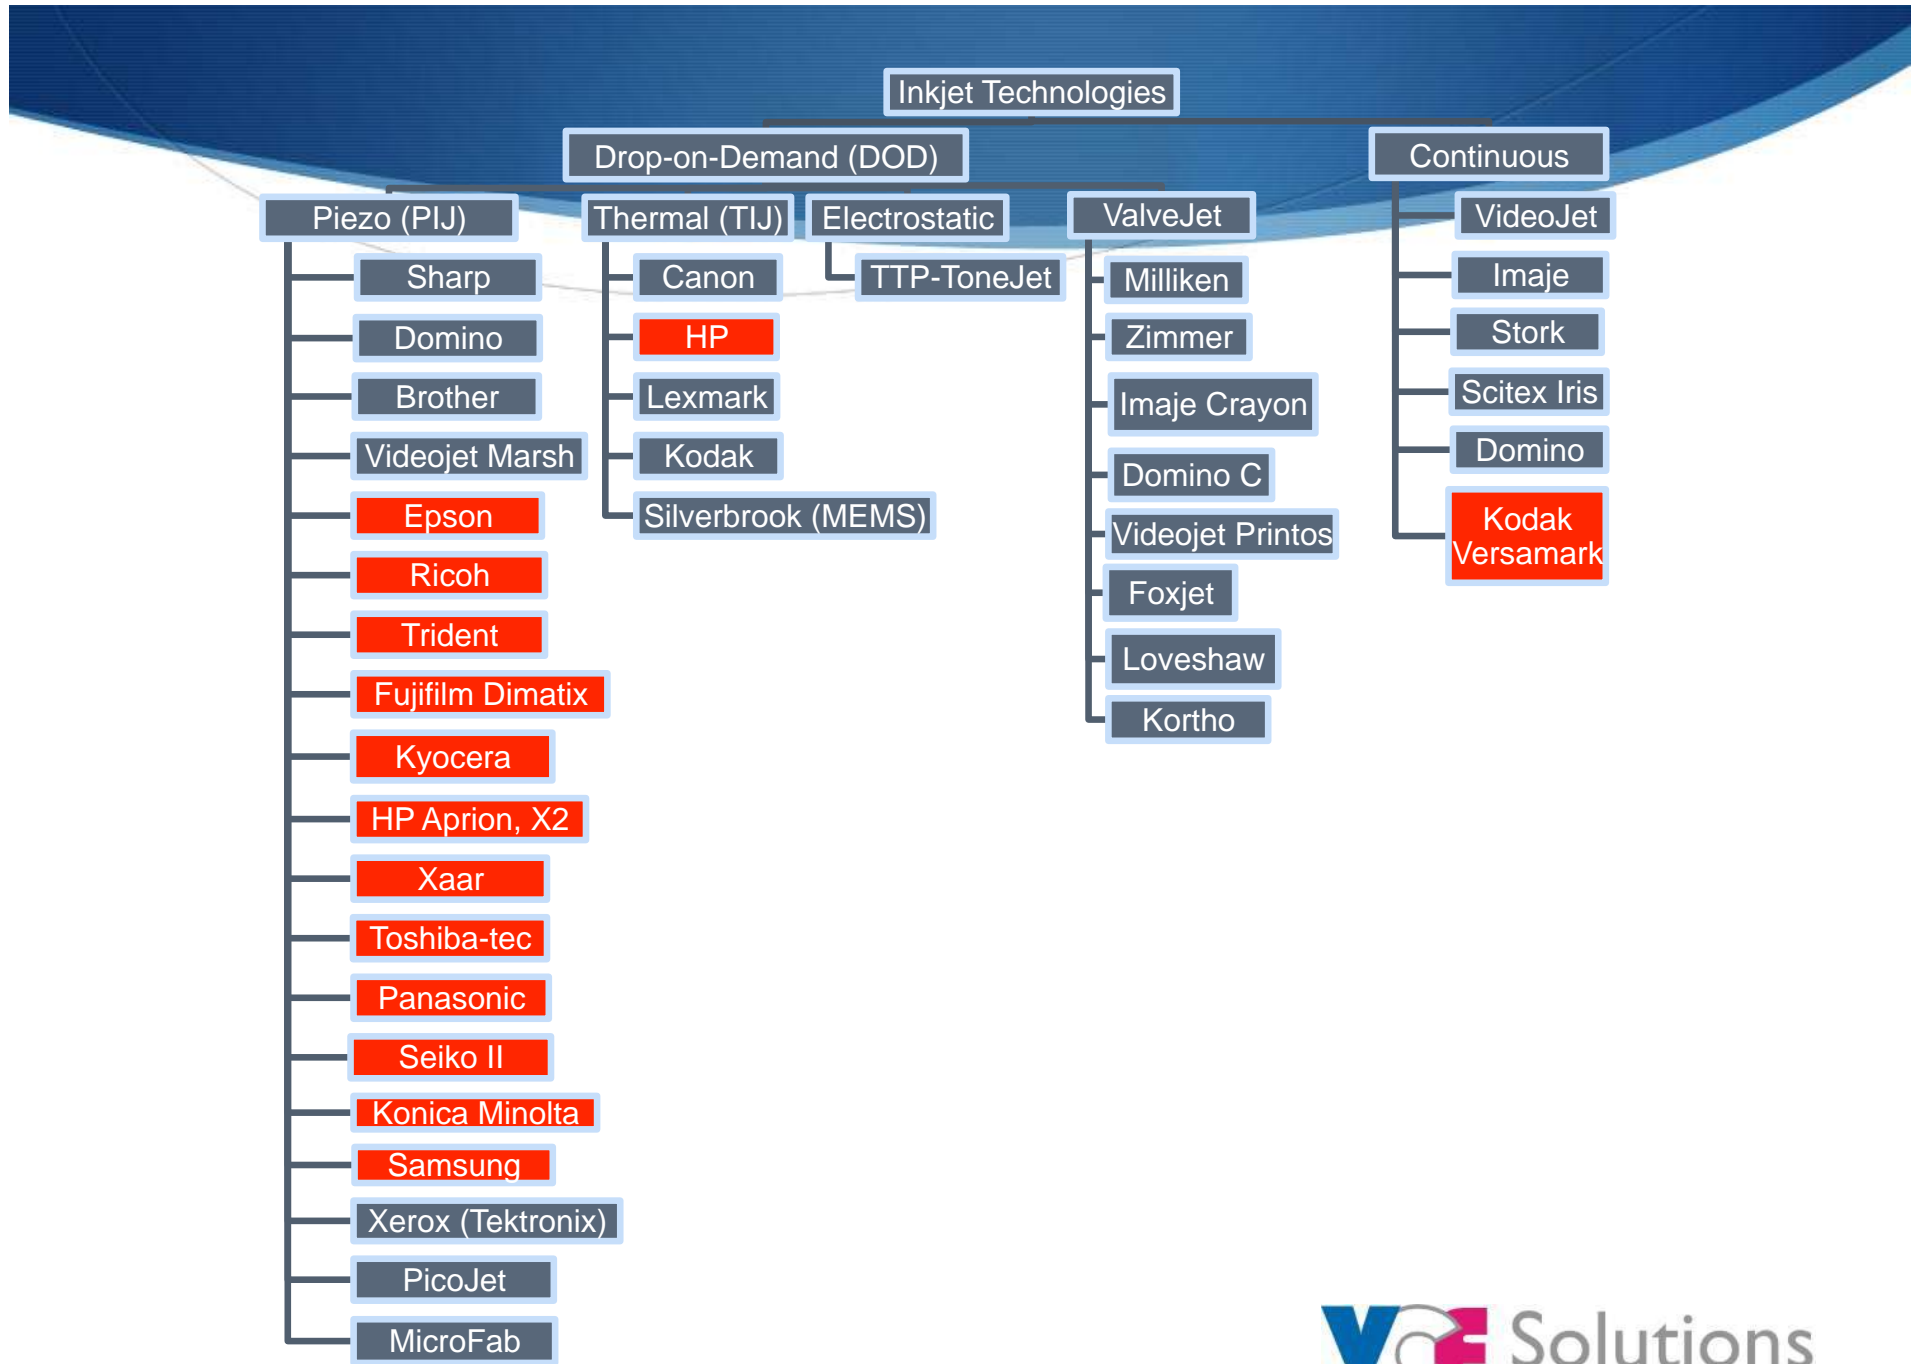 Inkjet Technologies
Drop-on-Demand (DOD)
Continuous
Piezo (PIJ)
Thermal (TIJ)
Electrostatic
ValveJet
Sharp
Domino
Brother
Videojet Marsh
Epson
Ricoh
Trident
Fujifilm Dimatix
Kyocera
HP Aprion, X2
Xaar
Toshiba-tec
Panasonic
Seiko II
Konica Minolta
Samsung
Xerox (Tektronix)
PicoJet
MicroFab
Canon
HP
Lexmark
Kodak
Silverbrook (MEMS)
TTP-ToneJet
Milliken
Zimmer
Imaje Crayon
Domino C
Videojet Printos
Foxjet
Loveshaw
Kortho
VideoJet
Imaje
Stork
Scitex Iris
Domino
Kodak
Versamark
Solutions